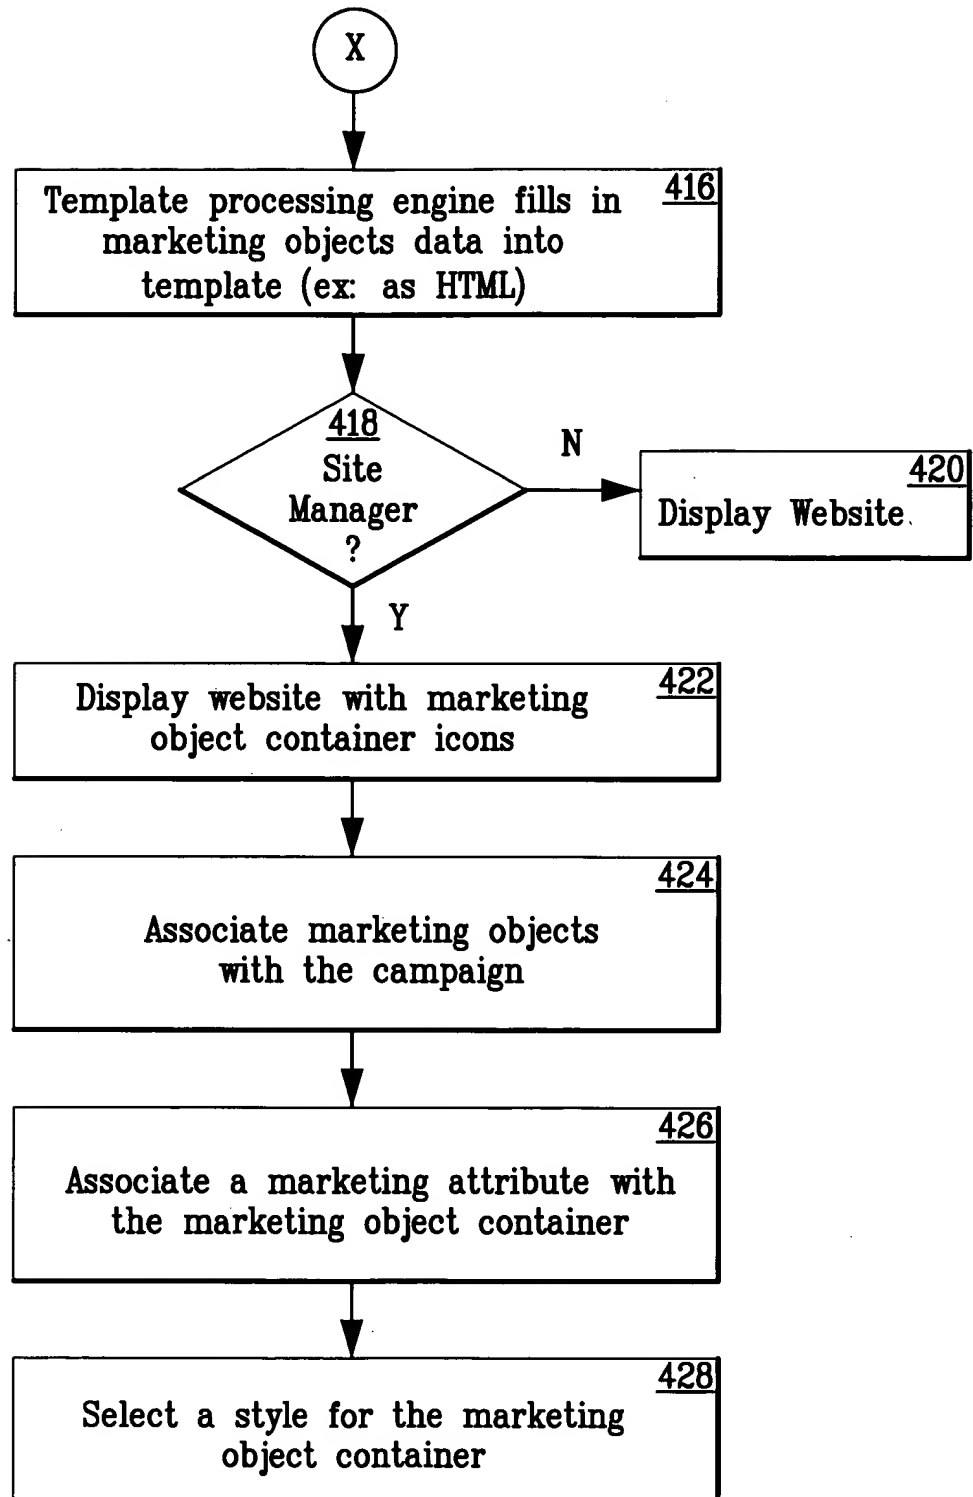 X
416
Template processing engine fills in
marketing objects data into
template (ex: as HTML)
418
Site
Manager
?
N
420
Display Website
Y
422
Display website with marketing
object container icons
424
Associate marketing objects
with the campaign
426
Associate a marketing attribute with
the marketing object container
428
Select a style for the marketing
object container